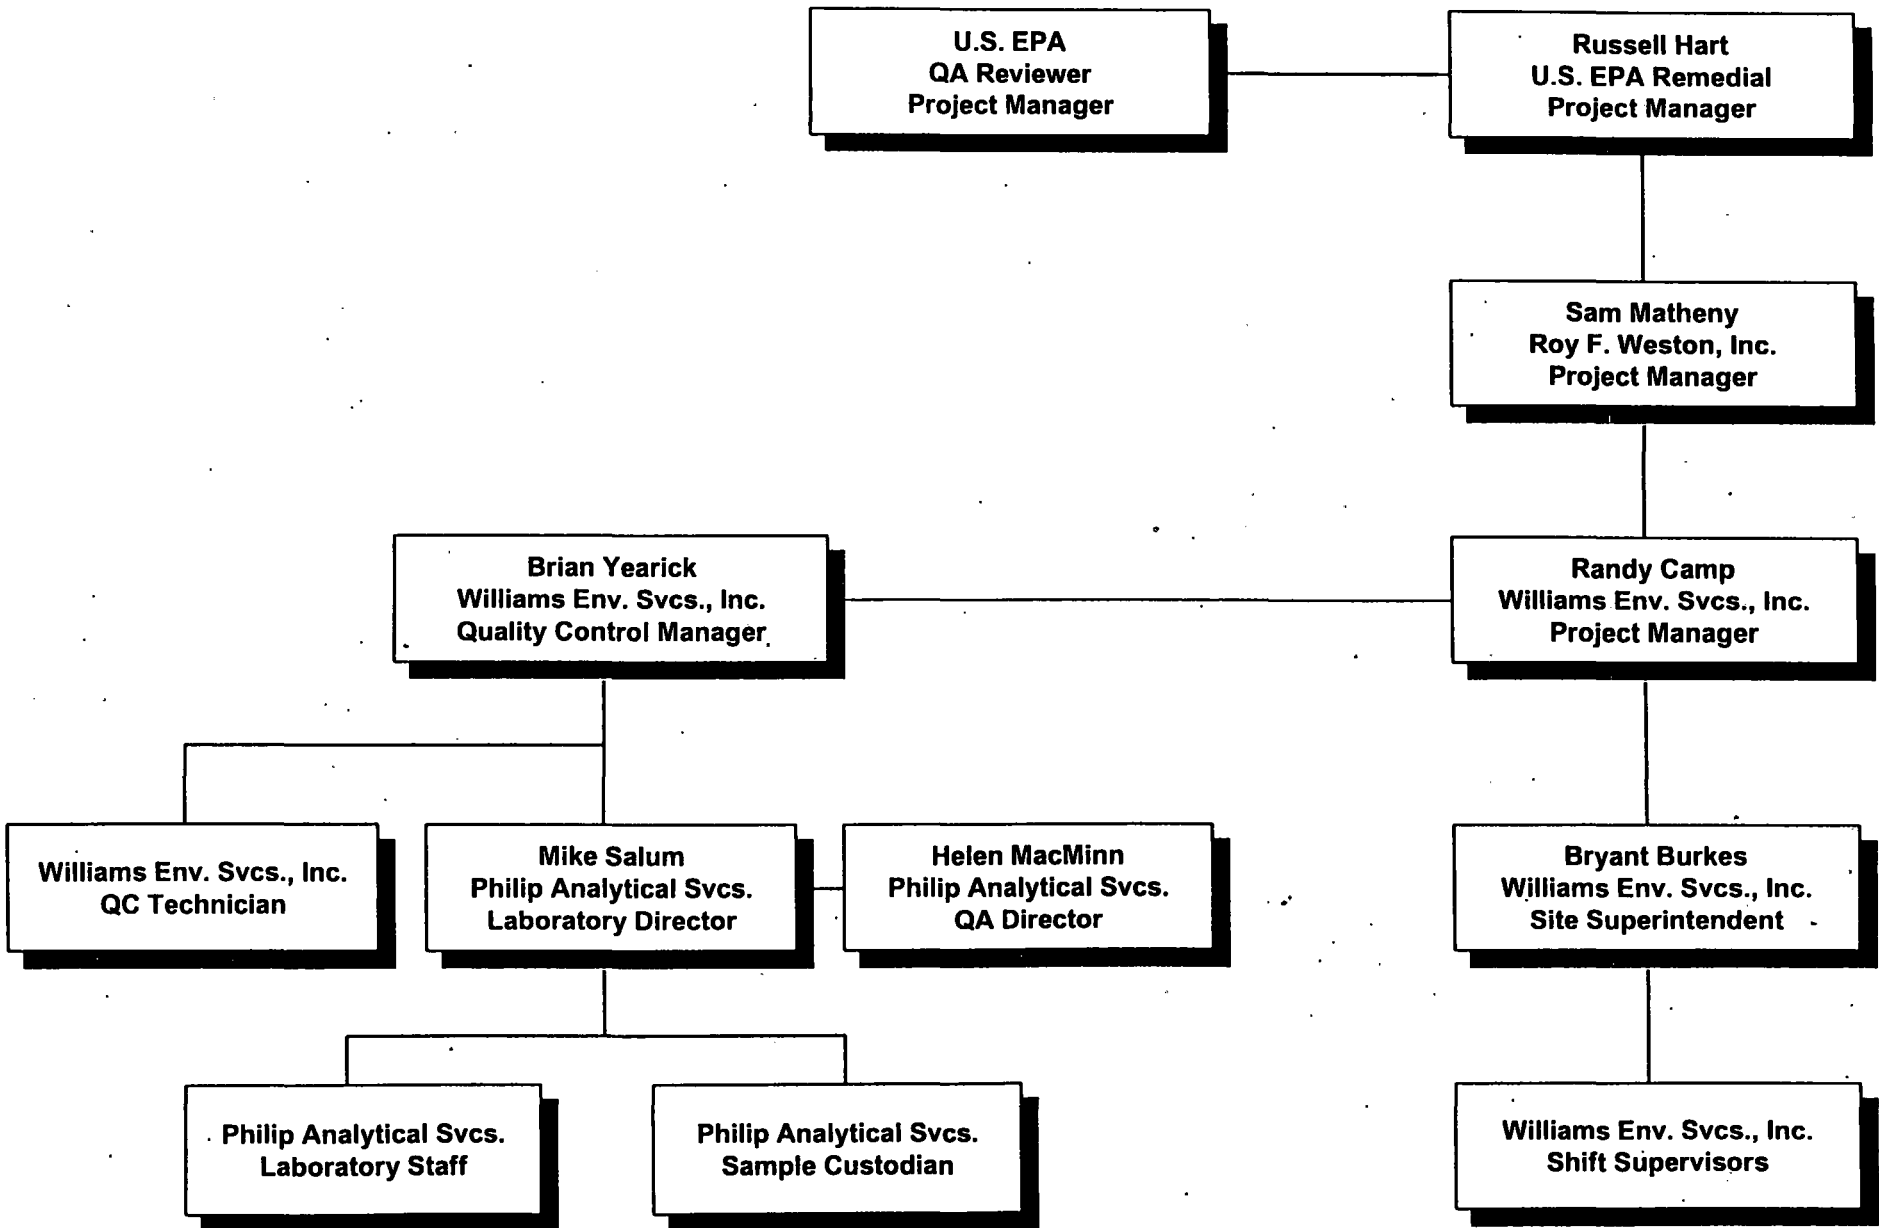 U.S. EPA
QA Reviewer
Project Manager
Russell Hart
U.S. EPA Remedial
Project Manager
Sam Matheny
Roy F. Weston, Inc.
Project Manager
Brian Yearick
Williams Env. Svcs., Inc.
Quality Control Manager
Randy Camp
Williams Env. Svcs., Inc.
Project Manager
Williams Env. Svcs., Inc.
QC Technician
Mike Salum
Philip Analytical Svcs.
Laboratory Director
Helen MacMinn
Philip Analytical Svcs.
QA Director
Bryant Burkes
Williams Env. Svcs., Inc.
Site Superintendent
Philip Analytical Svcs.
Laboratory Staff
Philip Analytical Svcs.
Sample Custodian
Williams Env. Svcs., Inc.
Shift Supervisors